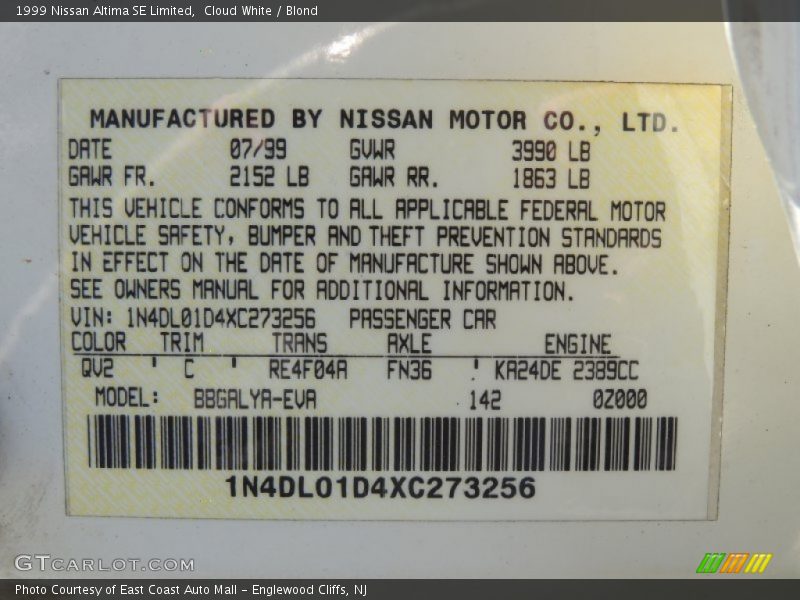 1999 Nissan Altima SE Limited,  Cloud White / Blond
MANUFACTURED BY NISSAN MOTOR CO., LTD.
DATE 07/99 GVWR 3990 LB
GAWR FR. 2152 LB GAWR RR. 1863 LB
THIS VEHICLE CONFORMS TO ALL APPLICABLE FEDERAL MOTOR
VEHICLE SAFETY, BUMPER AND THEFT PREVENTION STANDARDS
IN EFFECT ON THE DATE OF MANUFACTURE SHOWN ABOVE.
SEE OWNERS MANUAL FOR ADDITIONAL INFORMATION.
VIN: 1N4DL01D4XC273256 PASSENGER CAR
COLOR TRIM TRANS AXLE ENGINE
QV2 ' C ' RE4F04A FN36 ! KA24DE 2389CC
MODEL: BBGALYA-EVA 142 0Z000
1N4DL01D4XC273256
GTCARLOT.COM
Photo Courtesy of East Coast Auto Mall – Englewood Cliffs, NJ